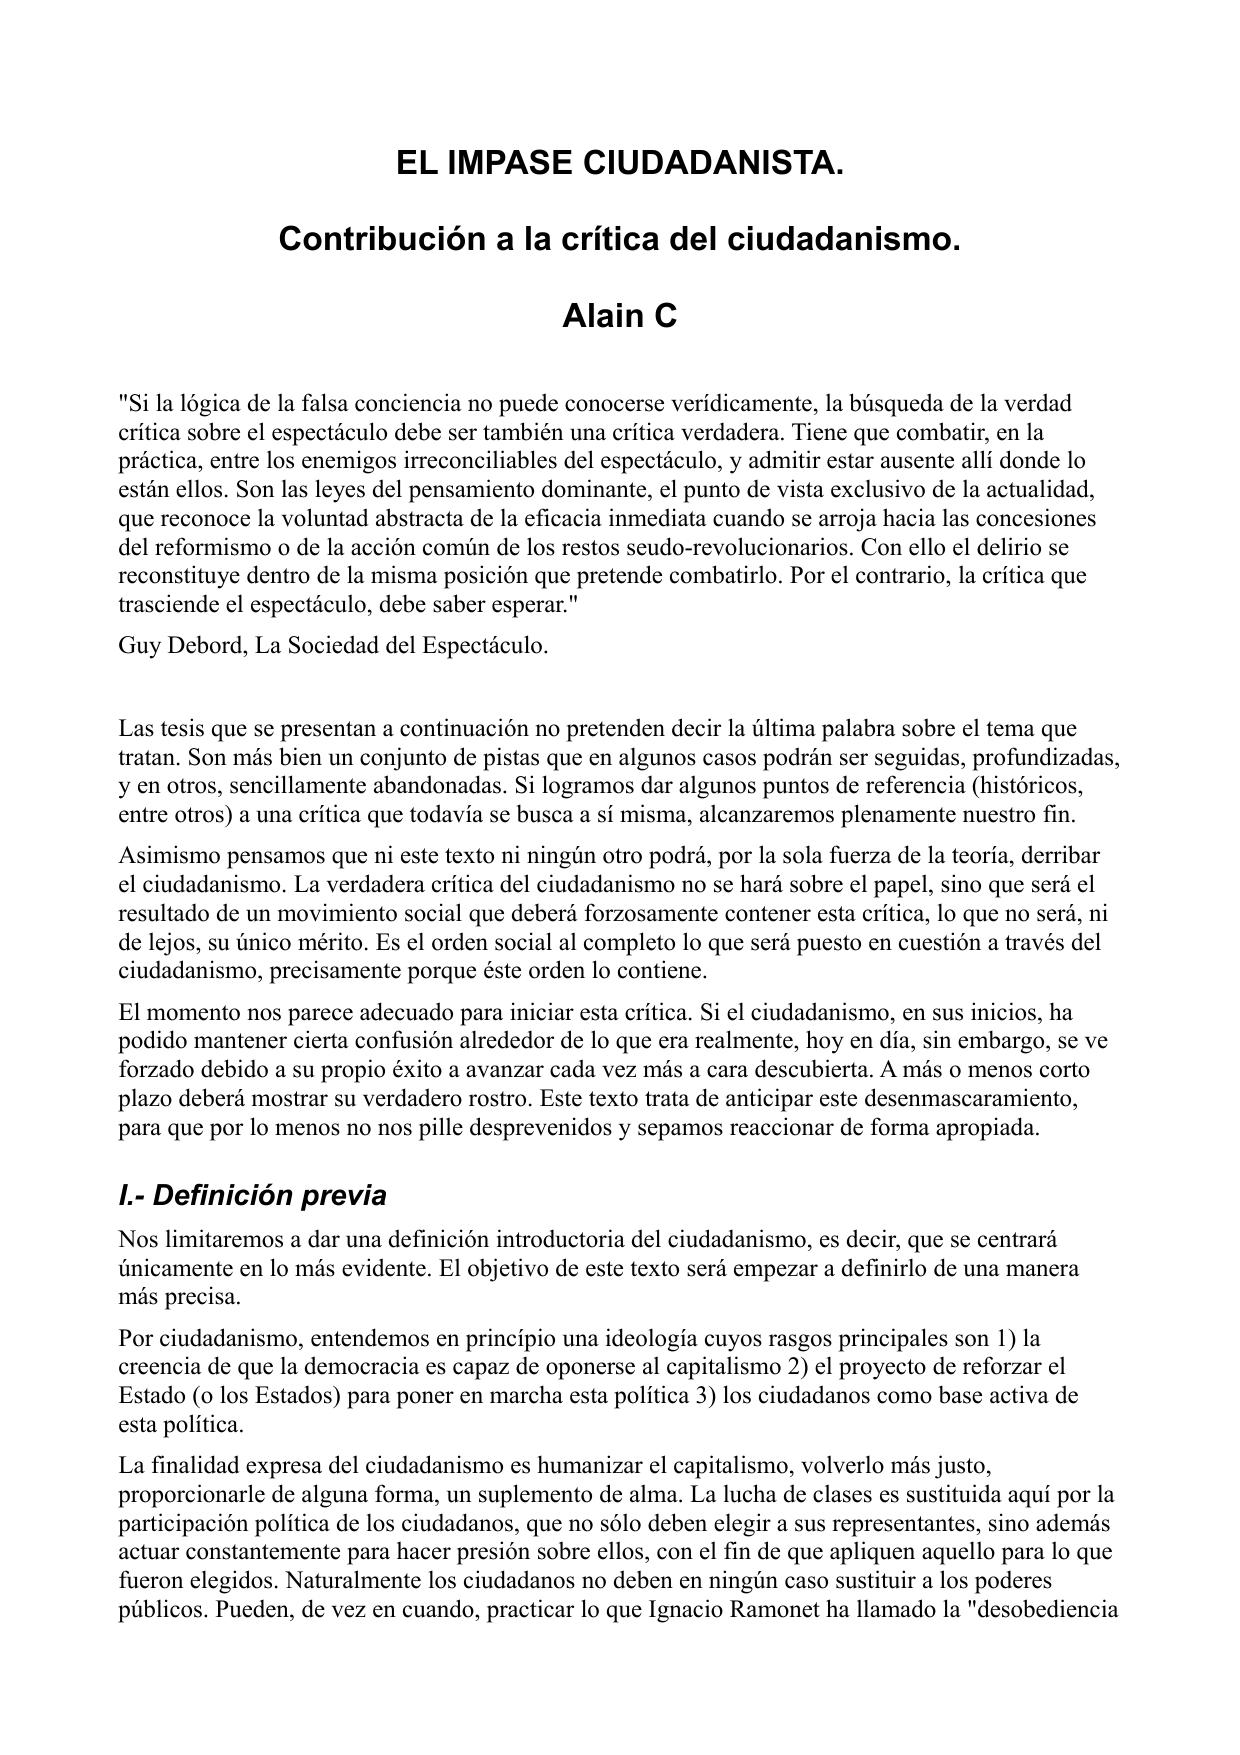 EL IMPASE CIUDADANISTA.
Contribución a la crítica del ciudadanismo.
Alain C
"Si la lógica de la falsa conciencia no puede conocerse verídicamente, la búsqueda de la verdad
crítica sobre el espectáculo debe ser también una crítica verdadera. Tiene que combatir, en la
práctica, entre los enemigos irreconciliables del espectáculo, y admitir estar ausente allí donde lo
están ellos. Son las leyes del pensamiento dominante, el punto de vista exclusivo de la actualidad,
que reconoce la voluntad abstracta de la eficacia inmediata cuando se arroja hacia las concesiones
del reformismo o de la acción común de los restos seudo-revolucionarios. Con ello el delirio se
reconstituye dentro de la misma posición que pretende combatirlo. Por el contrario, la crítica que
trasciende el espectáculo, debe saber esperar."
Guy Debord, La Sociedad del Espectáculo.
Las tesis que se presentan a continuación no pretenden decir la última palabra sobre el tema que
tratan. Son más bien un conjunto de pistas que en algunos casos podrán ser seguidas, profundizadas,
y en otros, sencillamente abandonadas. Si logramos dar algunos puntos de referencia (históricos,
entre otros) a una crítica que todavía se busca a sí misma, alcanzaremos plenamente nuestro fin.
Asimismo pensamos que ni este texto ni ningún otro podrá, por la sola fuerza de la teoría, derribar
el ciudadanismo. La verdadera crítica del ciudadanismo no se hará sobre el papel, sino que será el
resultado de un movimiento social que deberá forzosamente contener esta crítica, lo que no será, ni
de lejos, su único mérito. Es el orden social al completo lo que será puesto en cuestión a través del
ciudadanismo, precisamente porque éste orden lo contiene.
El momento nos parece adecuado para iniciar esta crítica. Si el ciudadanismo, en sus inicios, ha
podido mantener cierta confusión alrededor de lo que era realmente, hoy en día, sin embargo, se ve
forzado debido a su propio éxito a avanzar cada vez más a cara descubierta. A más o menos corto
plazo deberá mostrar su verdadero rostro. Este texto trata de anticipar este desenmascaramiento,
para que por lo menos no nos pille desprevenidos y sepamos reaccionar de forma apropiada.
I.- Definición previa
Nos limitaremos a dar una definición introductoria del ciudadanismo, es decir, que se centrará
únicamente en lo más evidente. El objetivo de este texto será empezar a definirlo de una manera
más precisa.
Por ciudadanismo, entendemos en princípio una ideología cuyos rasgos principales son 1) la
creencia de que la democracia es capaz de oponerse al capitalismo 2) el proyecto de reforzar el
Estado (o los Estados) para poner en marcha esta política 3) los ciudadanos como base activa de
esta política.
La finalidad expresa del ciudadanismo es humanizar el capitalismo, volverlo más justo,
proporcionarle de alguna forma, un suplemento de alma. La lucha de clases es sustituida aquí por la
participación política de los ciudadanos, que no sólo deben elegir a sus representantes, sino además
actuar constantemente para hacer presión sobre ellos, con el fin de que apliquen aquello para lo que
fueron elegidos. Naturalmente los ciudadanos no deben en ningún caso sustituir a los poderes
públicos. Pueden, de vez en cuando, practicar lo que Ignacio Ramonet ha llamado la "desobediencia